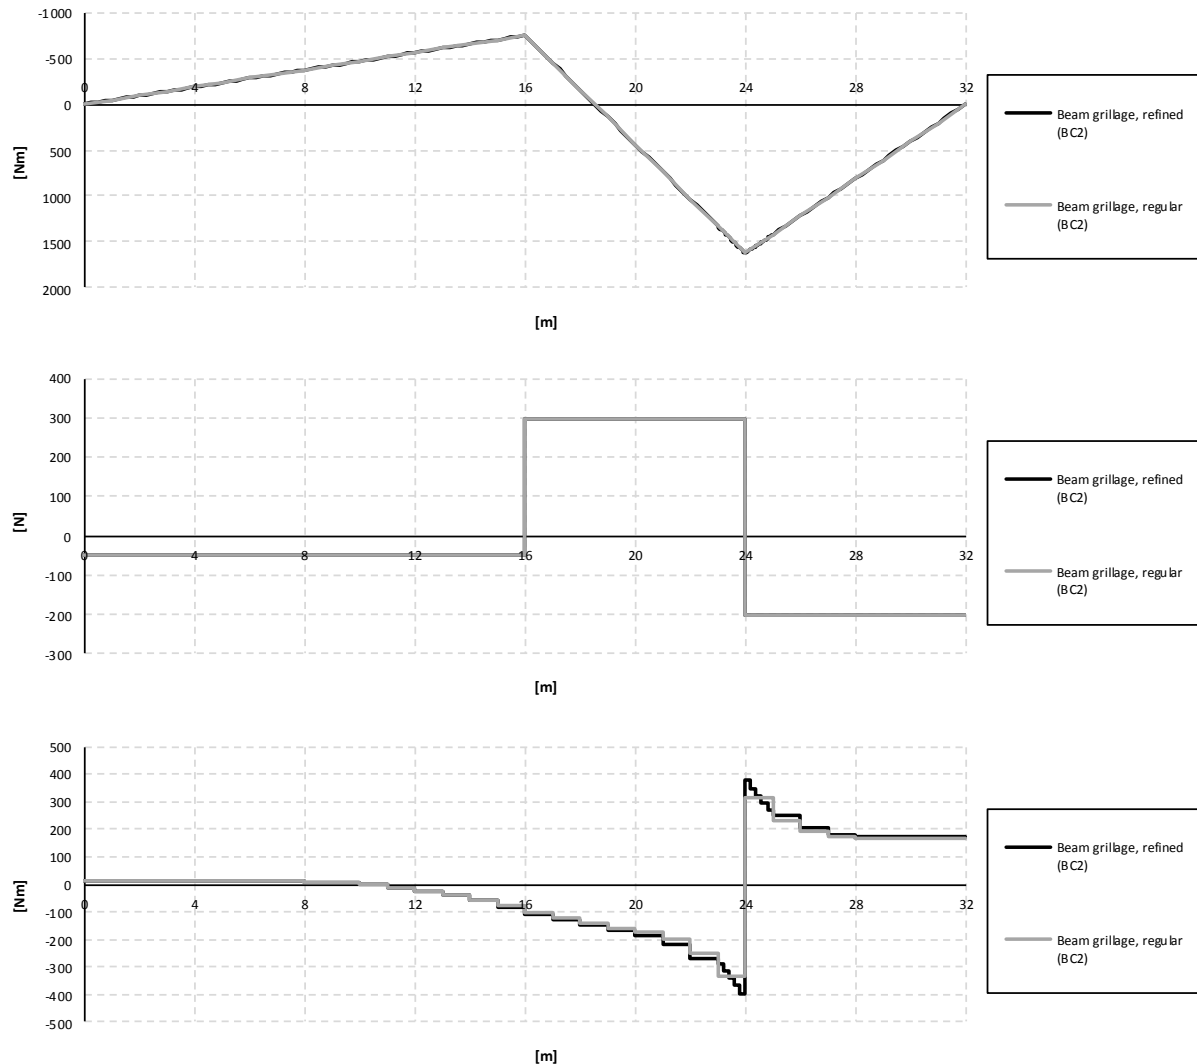 -1000
-500
0 4 8 12 16 20 24 28 32
0
500
1000
1500
2000
[Nm]
[m]
Beam grillage, refined
(BC2)
Beam grillage, regular
(BC2)
400
300
200
100
0
0 4 8 12 16 20 24 28 32
-100
-200
-300
[N]
[m]
Beam grillage, refined
(BC2)
Beam grillage, regular
(BC2)
500
400
300
200
100
0
0 4 8 12 16 20 24 28 32
-100
-200
-300
-400
-500
[Nm]
[m]
Beam grillage, refined
(BC2)
Beam grillage, regular
(BC2)